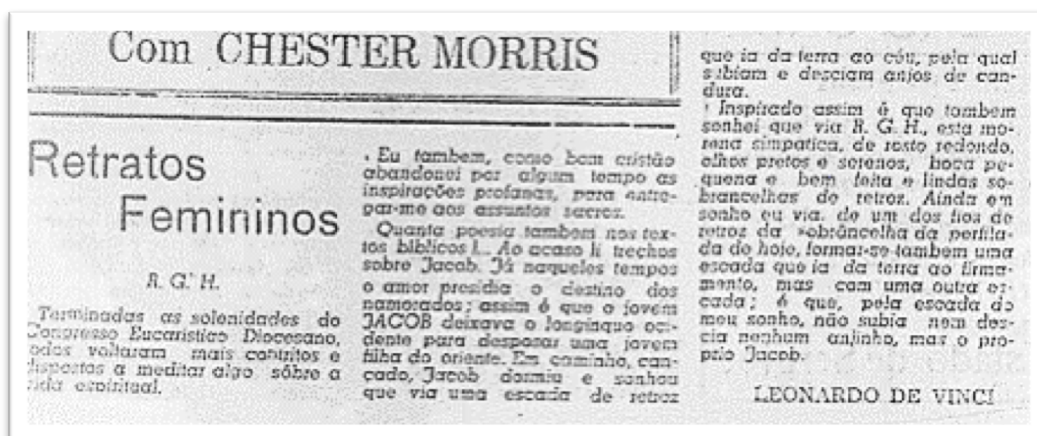 Com CHESTER MORRIS
Retratos
Femininos
R. G. H.
Terminadas as solenidades do
Congresso Eucarístico Diocesano,
odos voltaram mais contritos e
dispostos a meditar algo sôbre a
vida espiritual.
Eu tambem, como bom cristão
abandonei por algum tempo as
inspirações profanas, para entre-
gar-me aos assuntos sacros.
Quanta poesia tambem nos tex-
tos bíblicos!... Ao acaso li trechos
sobre Jacob. Já naqueles tempos
o amor presidia o destino dos
namorados; assim é que o jovem
JACOB deixava o longinquo oci-
dente para desposar uma jovem
filha do oriente. Em caminho, can-
çado, Jacob dormiu e sonhou
que via uma escada de retroz
que ia da terra ao céu, pela qual
subiam e desciam anjos de can-
dura.
Inspirado assim é que tambem
sonhei que via R. G. H., esta mo-
rena simpatica, de rosto redondo,
olhos pretos e serenos, boca pe-
quena e bem feita e lindas so-
brancelhas de retroz. Ainda em
sonho eu via, de um dos fios de
retroz da sobrâncelha da perfila-
da de hoje, formar-se tambem uma
escada que ia da terra ao firma-
mento, mas com uma outra es-
cada; é que, pela escada do
meu sonho, não subia nem des-
cia nenhum anjinho, mas o pro-
prio Jacob.
LEONARDO DE VINCI